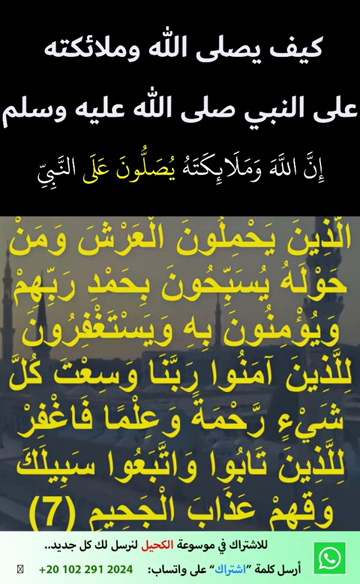 كيف يصلى الله وملائكته
على النبي صلى الله عليه وسلم
إِنَّ اللَّهَ وَمَلَائِكَتَهُ يُصَلُّونَ عَلَى النَّبِيِّ
الَّذِينَ يَحْمِلُونَ الْعَرْشَ وَمَنْ
حَوْلَهُ يُسَبِّحُونَ بِحَمْدِ رَبِّهِمْ
وَيُؤْمِنُونَ بِهِ وَيَسْتَغْفِرُونَ
لِلَّذِينَ آمَنُوا رَبَّنَا وَسِعْتَ كُلَّ
شَيْءٍ رَّحْمَةً وَعِلْمًا فَاغْفِرْ
لِلَّذِينَ تَابُوا وَاتَّبَعُوا سَبِيلَكَ
وَقِهِمْ عَذَابَ الْجَحِيمِ (7)
للاشتراك في موسوعة الكحيل لنرسل لك كل جديد..
أرسل كلمة "اشتراك" على واتساب: +20 102 291 2024